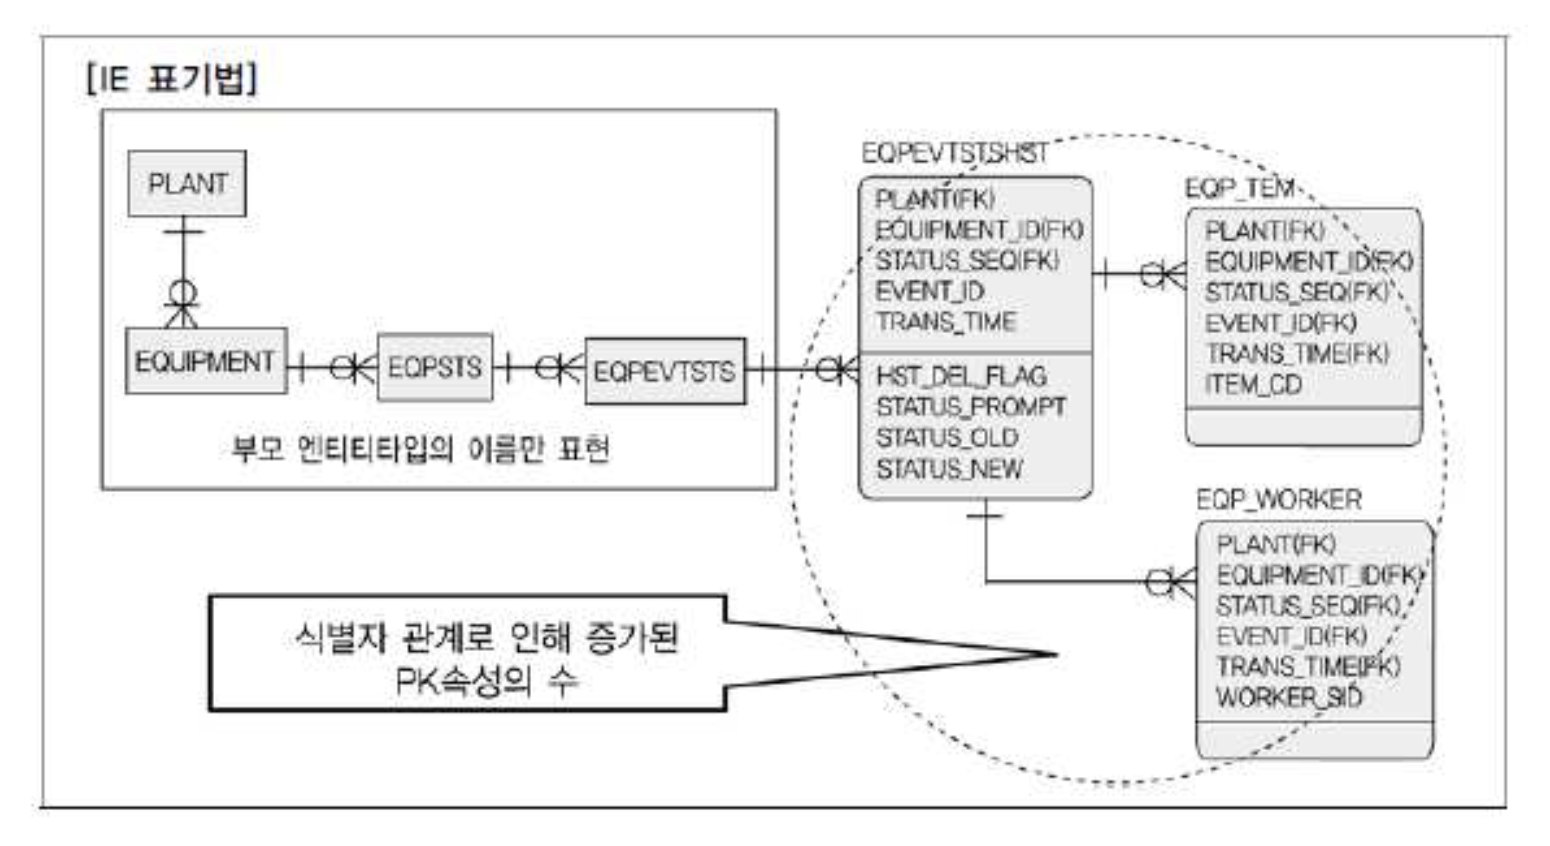 [IE 표기법]
PLANT
EQUIPMENT
EQPSTS
EQPEVTSTS
부모 엔티티타입의 이름만 표현
EQPEVTSTSHST
PLANT(FK)
EQUIPMENT_ID(FK)
STATUS_SEQ(FK)
EVENT_ID
TRANS_TIME
HST_DEL_FLAG
STATUS_PROMPT
STATUS_OLD
STATUS_NEW
EQP_TEM
PLANT(FK)
EQUIPMENT_ID(FK)
STATUS_SEQ(FK)
EVENT_ID(FK)
TRANS_TIME(FK)
ITEM_CD
EQP_WORKER
PLANT(FK)
EQUIPMENT_ID(FK)
STATUS_SEQ(FK)
EVENT_ID(FK)
TRANS_TIME(FK)
WORKER_SID
식별자 관계로 인해 증가된
PK속성의 수